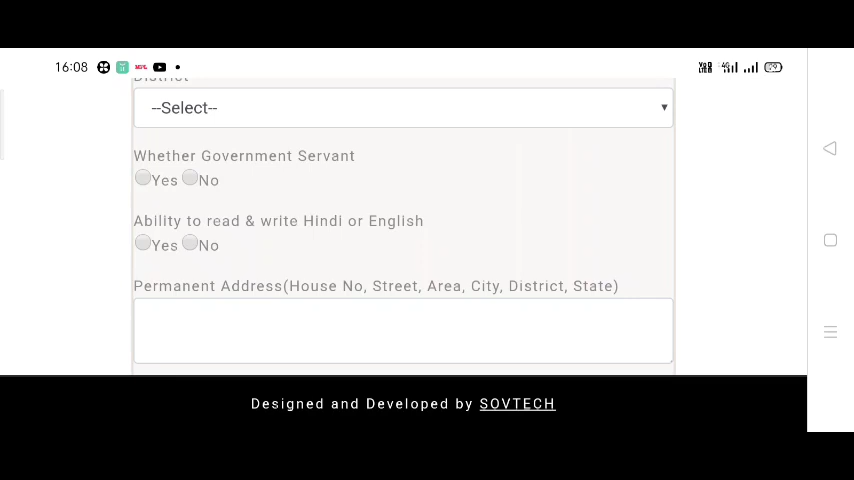 16:08
District
--Select--
Whether Government Servant
Yes No
Ability to read & write Hindi or English
Yes No
Permanent Address(House No, Street, Area, City, District, State)
Designed and Developed by SOVTECH